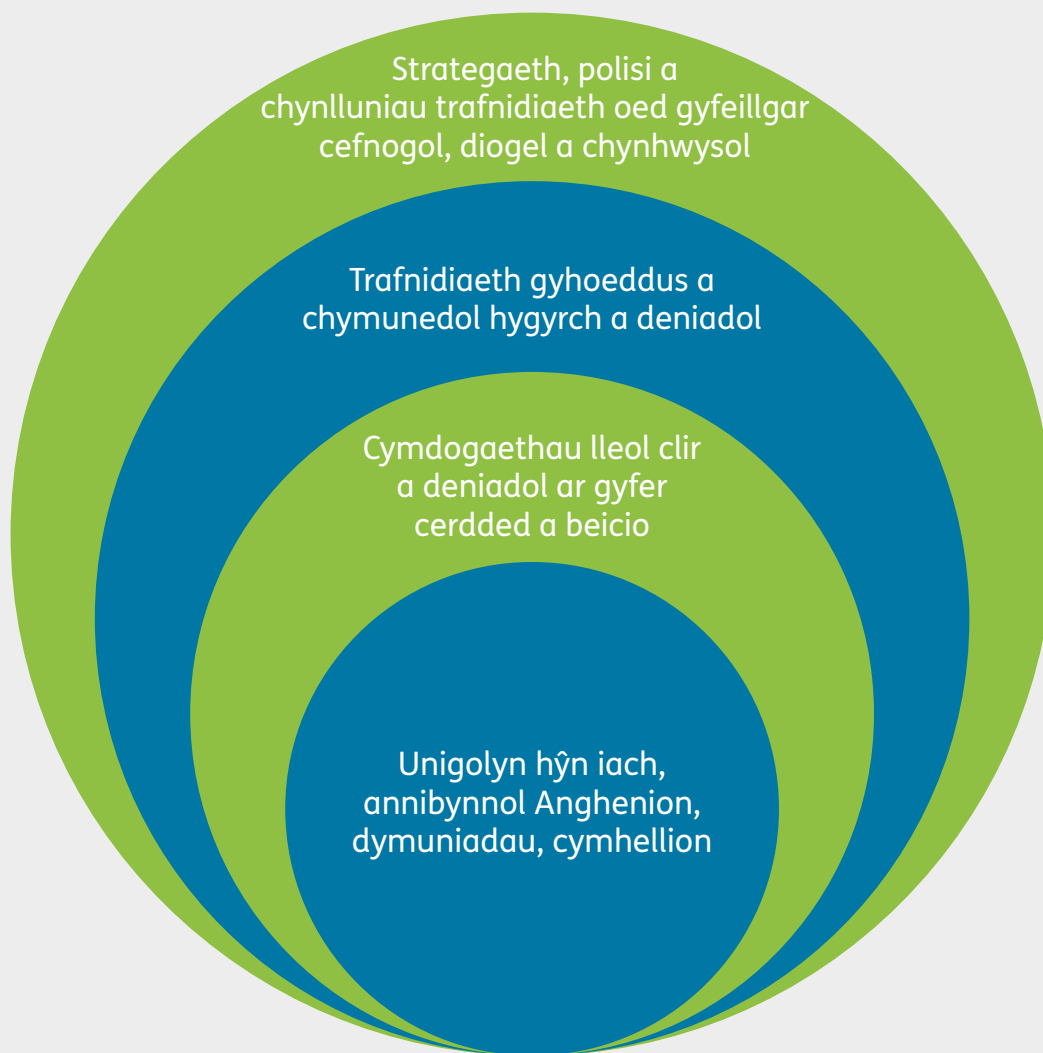 Strategaeth, polisi a
chynlluniau trafnidiaeth oed gyfeillgar
cefnogol, diogel a chynhwysol
Trafnidiaeth gyhoeddus a
chymunedol hygyrch a deniadol
Cymdogaethau lleol clir
a deniadol ar gyfer
cerdded a beicio
Unigolyn hŷn iach,
annibynnol Anghenion,
dymuniadau, cymhellion